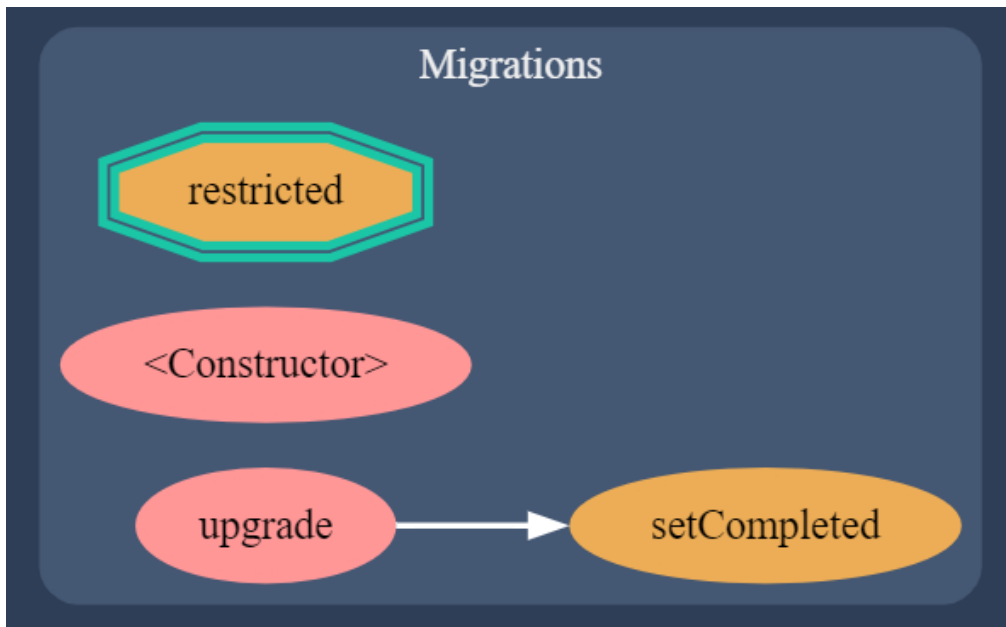 Migrations
restricted
<Constructor>
upgrade
setCompleted